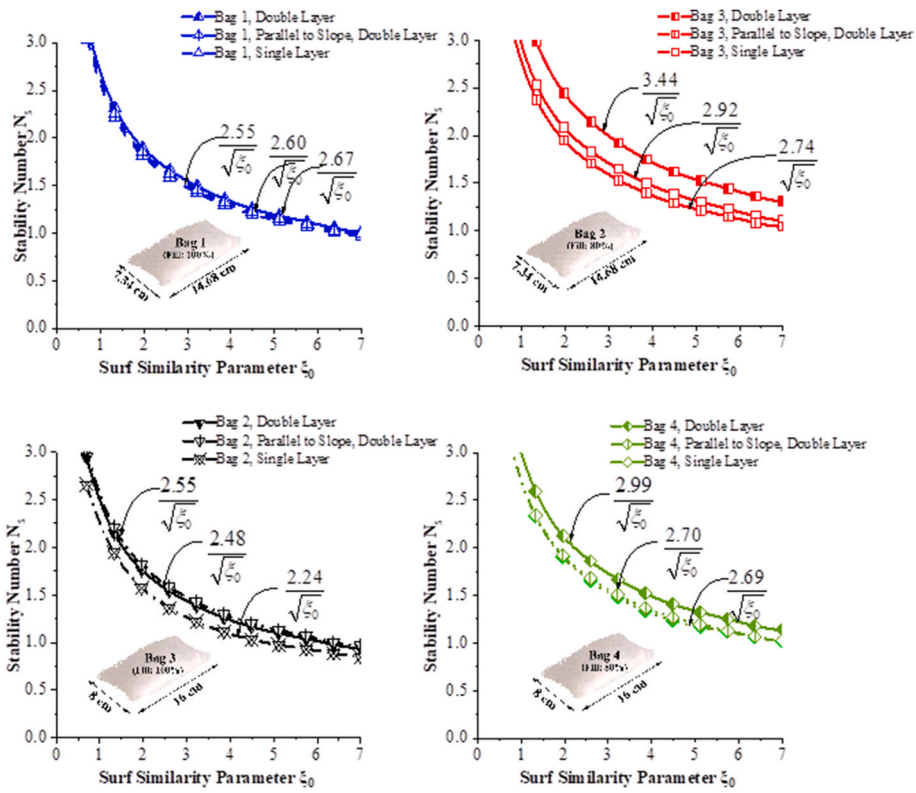 Bag 1, Double Layer
Bag 1, Parallel to Slope, Double Layer
Bag 1, Single Layer
3.0
2.5
2.0
1.5
1.0
0.5
0.0
Stability Number Ns
2.55
√ξ0
2.60
√ξ0
2.67
√ξ0
Bag 1
(Fill: 100%)
7.34 cm
14.68 cm
0 1 2 3 4 5 6 7
Surf Similarity Parameter ξ0
Bag 3, Double Layer
Bag 3, Parallel to Slope, Double Layer
Bag 3, Single Layer
3.0
2.5
2.0
1.5
1.0
0.5
0.0
Stability Number Ns
3.44
√ξ0
2.92
√ξ0
2.74
√ξ0
Bag 2
(Fill: 80%)
7.34 cm
14.68 cm
0 1 2 3 4 5 6 7
Surf Similarity Parameter ξ0
Bag 2, Double Layer
Bag 2, Parallel to Slope, Double Layer
Bag 2, Single Layer
3.0
2.5
2.0
1.5
1.0
0.5
0.0
Stability Number Ns
2.55
√ξ0
2.48
√ξ0
2.24
√ξ0
Bag 3
(Fill: 100%)
8 cm
16 cm
0 1 2 3 4 5 6 7
Surf Similarity Parameter ξ0
Bag 4, Double Layer
Bag 4, Parallel to Slope, Double Layer
Bag 4, Single Layer
3.0
2.5
2.0
1.5
1.0
0.5
0.0
Stability Number Ns
2.99
√ξ0
2.70
√ξ0
2.69
√ξ0
Bag 4
(Fill: 80%)
8 cm
16 cm
0 1 2 3 4 5 6 7
Surf Similarity Parameter ξ0